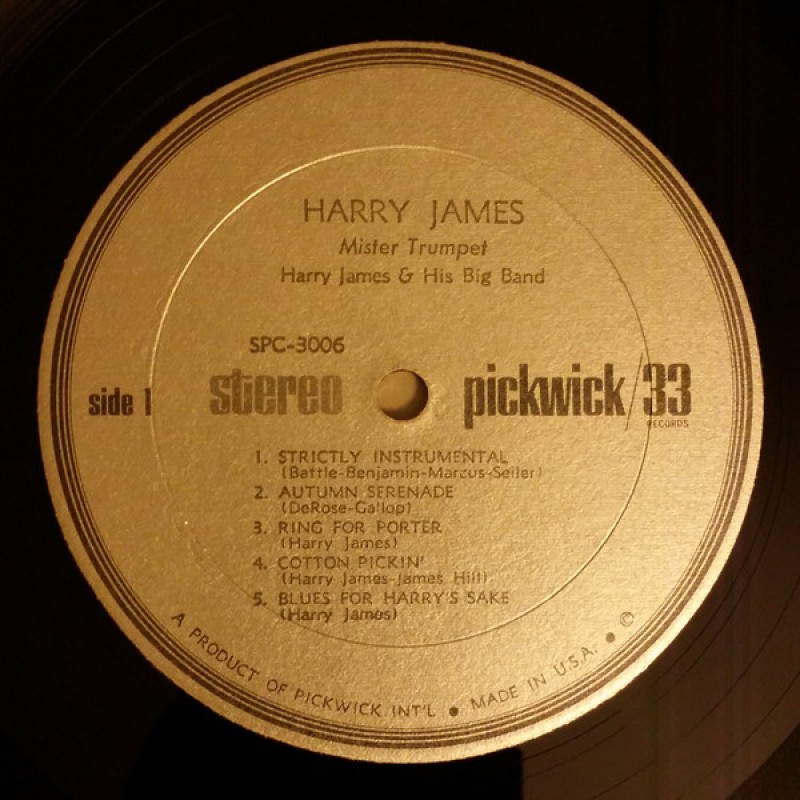 HARRY JAMES
Mister Trumpet
Harry James & His Big Band
SPC-3006
side 1 stereo pickwick/33
RECORDS
1. STRICTLY INSTRUMENTAL
(Battle-Benjamin-Marcus-Seiler)
2. AUTUMN SERENADE
(DeRose-Gallop)
3. RING FOR PORTER
(Harry James)
4. COTTON PICKIN'
(Harry James-James Hill)
5. BLUES FOR HARRY'S SAKE
(Harry James)
A PRODUCT OF PICKWICK INT'L ● MADE IN U.S.A. ● ©